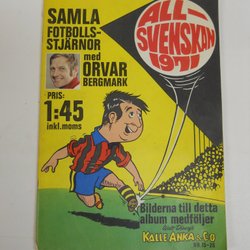 SAMLA
FOTBOLLS-
STJÄRNOR
med
ORVAR
BERGMARK
PRIS:
1:45
inkl.moms
ALL-
SVENSKAN
1971
Bilderna till detta
album medföljer
Walt Disney's
KALLE ANKA & C:O